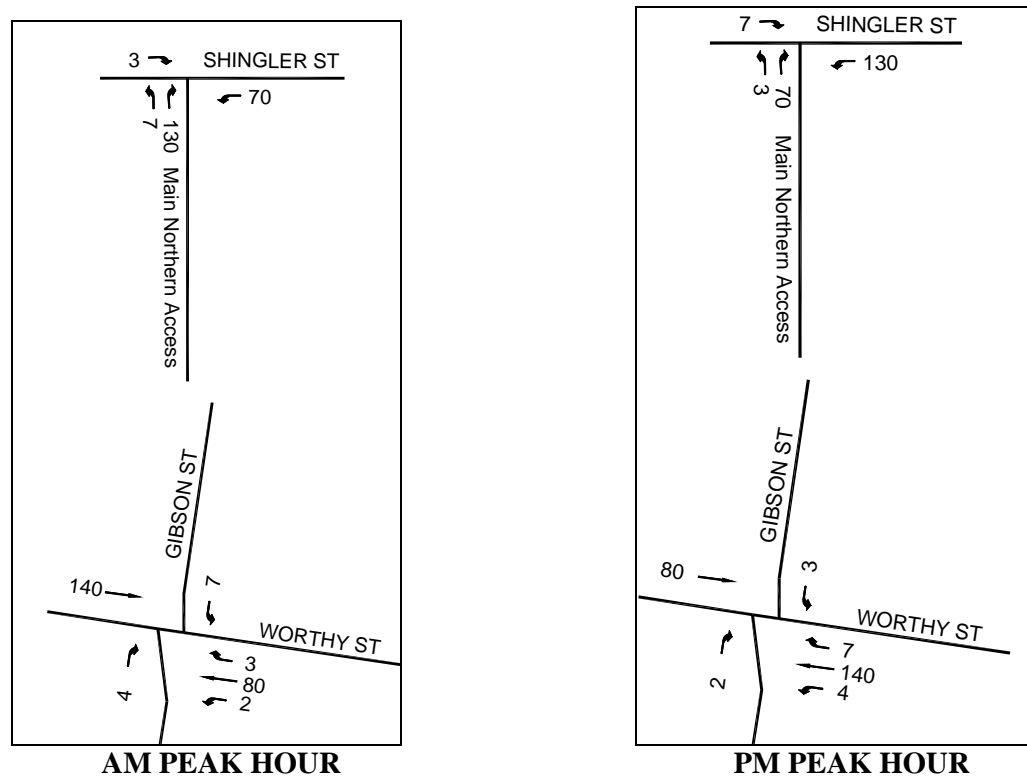 3 SHINGLER ST
70
7
130
Main Northern Access
GIBSON ST
7
140
WORTHY ST
3
80
2
4
AM PEAK HOUR
7 SHINGLER ST
130
3
70
Main Northern Access
GIBSON ST
3
80
WORTHY ST
7
140
4
2
PM PEAK HOUR